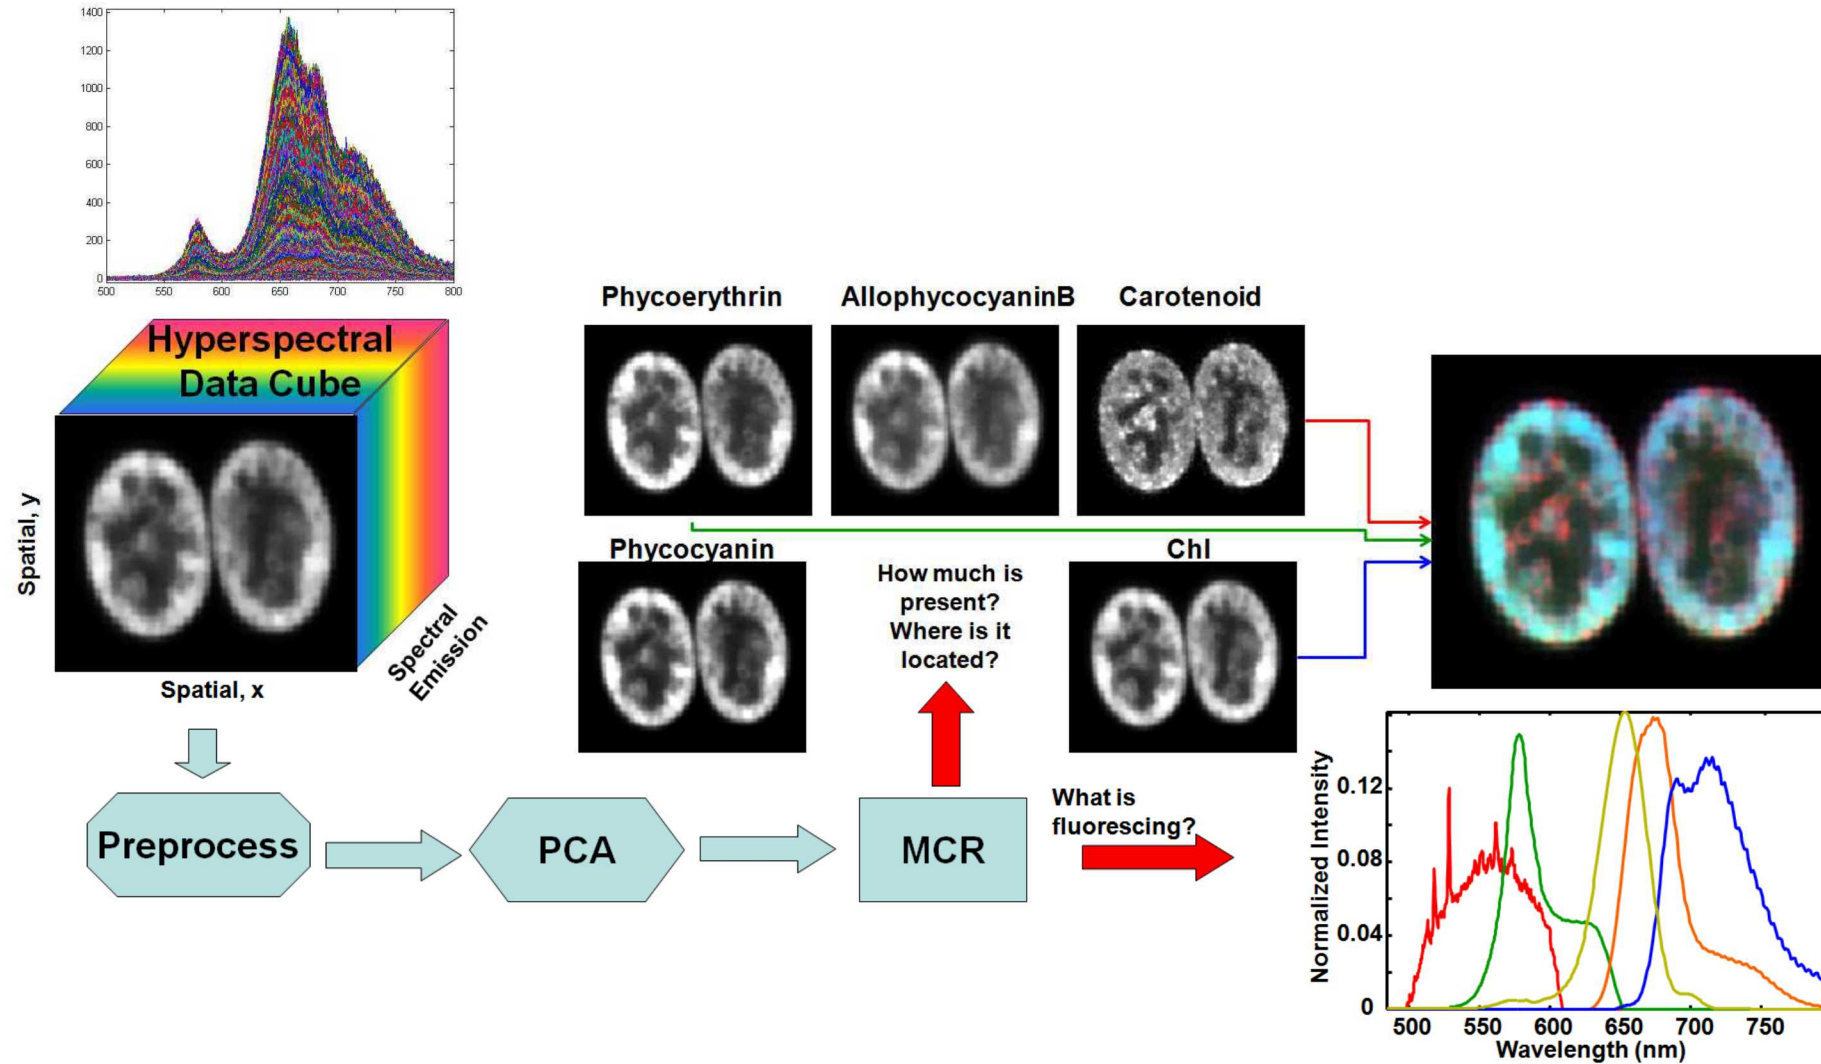 1400
1200
1000
800
600
400
200
0
500
550
600
650
700
750
800
Hyperspectral
Data Cube
Spatial, y
Spatial, x
Spectral
Emission
Preprocess
PCA
MCR
Phycoerythrin
AllophycocyaninB
Carotenoid
Phycocyanin
Chl
How much is
present?
Where is it
located?
What is
fluorescing?
Normalized Intensity
0.12
0.08
0.04
0
500
550
600
650
700
750
Wavelength (nm)